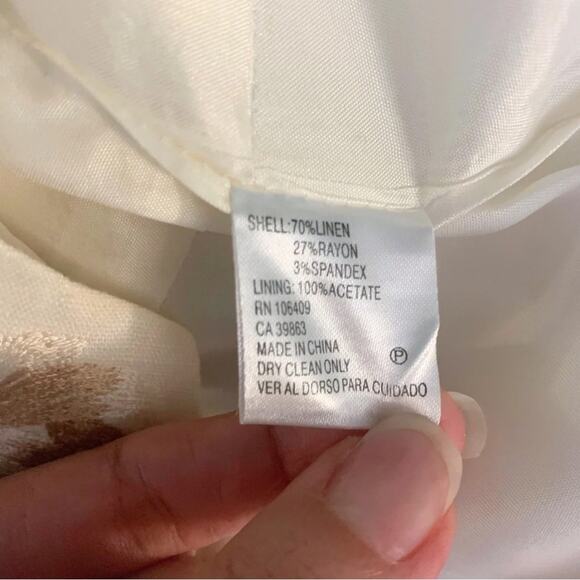 SHELL:70%LINEN
27%RAYON
3%SPANDEX
LINING: 100%ACETATE
RN 106409
CA 39863
MADE IN CHINA
DRY CLEAN ONLY Ⓟ
VER AL DORSO PARA CUIDADO